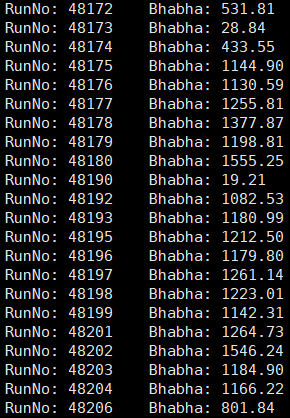 RunNo: 48172    Bhabha: 531.81
RunNo: 48173    Bhabha: 28.84
RunNo: 48174    Bhabha: 433.55
RunNo: 48175    Bhabha: 1144.90
RunNo: 48176    Bhabha: 1130.59
RunNo: 48177    Bhabha: 1255.81
RunNo: 48178    Bhabha: 1377.87
RunNo: 48179    Bhabha: 1198.81
RunNo: 48180    Bhabha: 1555.25
RunNo: 48190    Bhabha: 19.21
RunNo: 48192    Bhabha: 1082.53
RunNo: 48193    Bhabha: 1180.99
RunNo: 48195    Bhabha: 1212.50
RunNo: 48196    Bhabha: 1179.80
RunNo: 48197    Bhabha: 1261.14
RunNo: 48198    Bhabha: 1223.01
RunNo: 48199    Bhabha: 1142.31
RunNo: 48201    Bhabha: 1264.73
RunNo: 48202    Bhabha: 1546.24
RunNo: 48203    Bhabha: 1184.90
RunNo: 48204    Bhabha: 1166.22
RunNo: 48206    Bhabha: 801.84